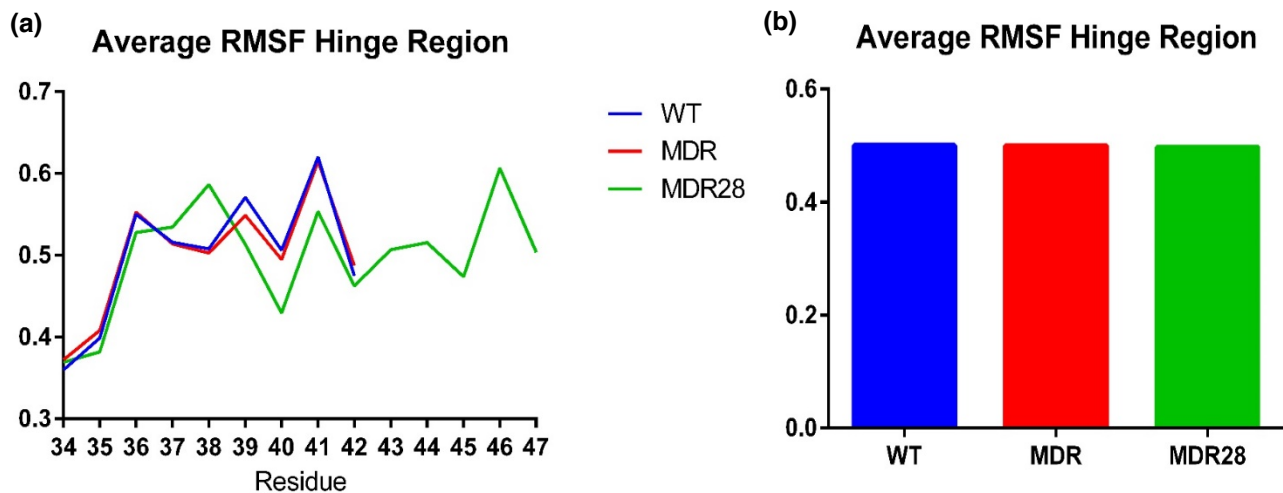 (a)
Average RMSF Hinge Region
0.7
0.6
0.5
0.4
0.3
34 35 36 37 38 39 40 41 42 43 44 45 46 47
Residue
WT
MDR
MDR28
(b)
Average RMSF Hinge Region
0.6
0.4
0.2
0.0
WT MDR MDR28